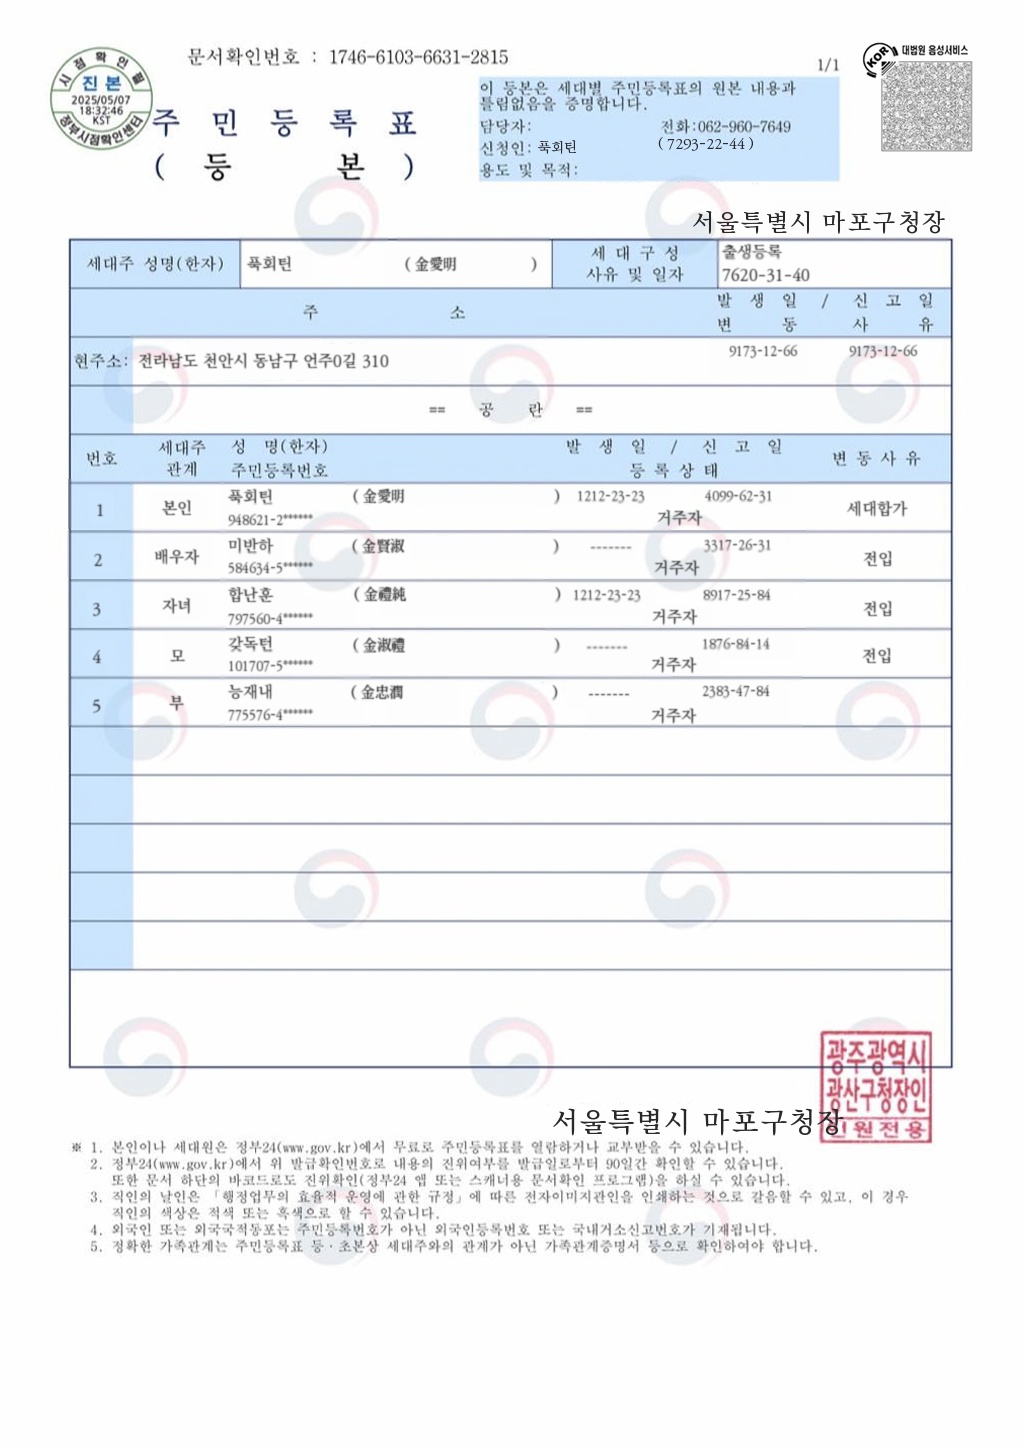 문서확인번호 : 1746-6103-6631-2815
시점확인필
진본
2025/05/07
18:32:46
KST
정부시점확인센터
1/1
KOR 대법원 음성서비스
주 민 등 록 표
( 등 본 )
이 등본은 세대별 주민등록표의 원본 내용과
틀림없음을 증명합니다.
담당자: 전화:062-960-7649
신청인: 푹회틴 ( 7293-22-44 )
용도 및 목적:
서울특별시 마포구청장
세대주 성명(한자) 푹회틴 ( 金愛明 ) 세 대 구 성 사유 및 일자 출생등록 7620-31-40
주 소 발 생 일 / 신 고 일
변 동 사 유
현주소: 전라남도 천안시 동남구 언주0길 310 9173-12-66 9173-12-66
== 공 란 ==
번호 세대주 관계 성 명(한자) 주민등록번호 발 생 일 / 신 고 일 등 록 상 태 변 동 사 유
1 본인 푹회틴 ( 金愛明 ) 1212-23-23 4099-62-31 세대합가
948621-2****** 거주자
2 배우자 미반하 ( 金賢淑 ) ------- 3317-26-31 전입
584634-5****** 거주자
3 자녀 합난훈 ( 金禮純 ) 1212-23-23 8917-25-84 전입
797560-4****** 거주자
4 모 갖독턴 ( 金淑禮 ) ------- 1876-84-14 전입
101707-5****** 거주자
5 부 능재내 ( 金忠潤 ) ------- 2383-47-84
775576-4****** 거주자
광주광역시
광산구청장인
민원전용
서울특별시 마포구청장
※ 1. 본인이나 세대원은 정부24(www.gov.kr)에서 무료로 주민등록표를 열람하거나 교부받을 수 있습니다.
2. 정부24(www.gov.kr)에서 위 발급확인번호로 내용의 진위여부를 발급일로부터 90일간 확인할 수 있습니다.
또한 문서 하단의 바코드로도 진위확인(정부24 앱 또는 스캐너용 문서확인 프로그램)을 하실 수 있습니다.
3. 직인의 날인은 「행정업무의 효율적 운영에 관한 규정」에 따른 전자이미지관인을 인쇄하는 것으로 갈음할 수 있고, 이 경우
직인의 색상은 적색 또는 흑색으로 할 수 있습니다.
4. 외국인 또는 외국국적동포는 주민등록번호가 아닌 외국인등록번호 또는 국내거소신고번호가 기재됩니다.
5. 정확한 가족관계는 주민등록표 등·초본상 세대주와의 관계가 아닌 가족관계증명서 등으로 확인하여야 합니다.